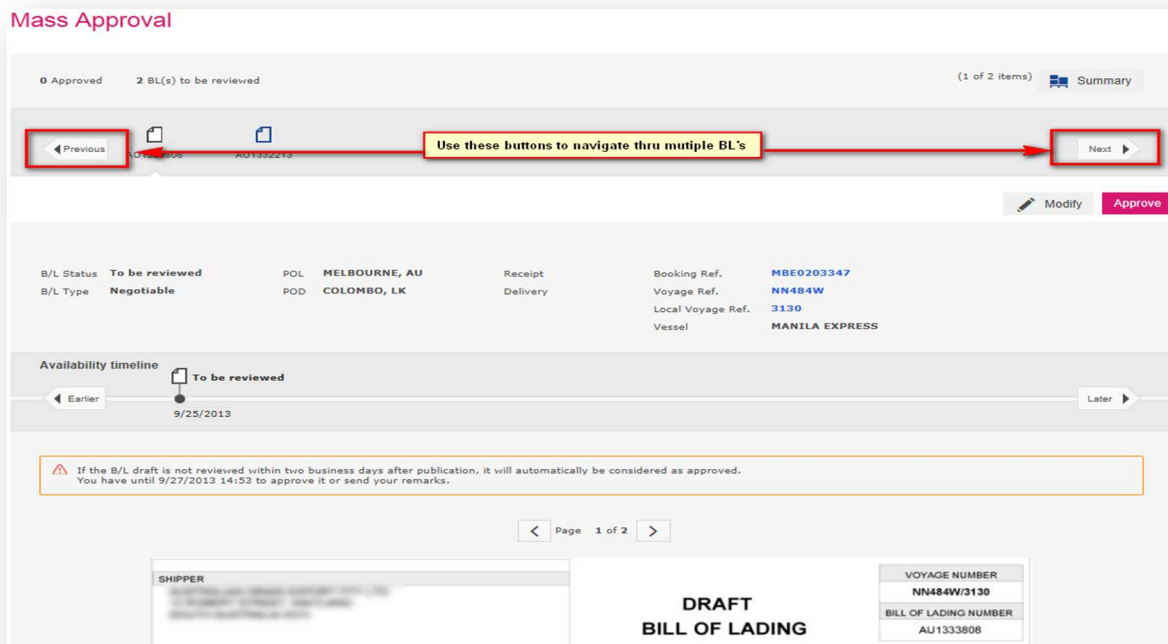 Mass Approval
0 Approved 2 BL(s) to be reviewed (1 of 2 items) Summary
Previous AU1333808 AU1332213 Use these buttons to navigate thru mutiple BL's Next
Modify Approve
B/L Status To be reviewed POL MELBOURNE, AU Receipt Booking Ref. MBE0203347
B/L Type Negotiable POD COLOMBO, LK Delivery Voyage Ref. NN484W
Local Voyage Ref. 3130
Vessel MANILA EXPRESS
Availability timeline
To be reviewed
Earlier Later
9/25/2013
If the B/L draft is not reviewed within two business days after publication, it will automatically be considered as approved.
You have until 9/27/2013 14:53 to approve it or send your remarks.
Page 1 of 2
SHIPPER VOYAGE NUMBER
NN484W/3130
DRAFT
BILL OF LADING NUMBER
BILL OF LADING AU1333808